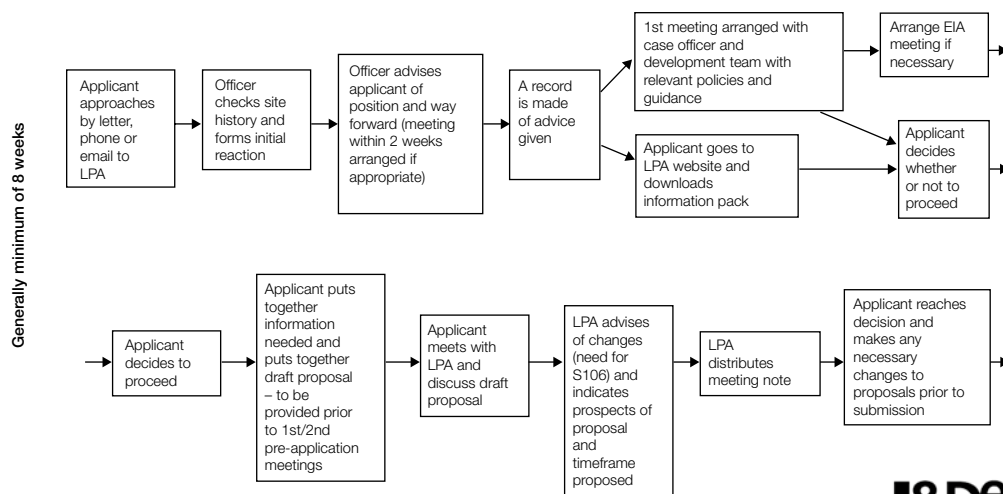 Generally minimum of 8 weeks
Applicant
approaches
by letter,
phone or
email to
LPA
Officer
checks site
history and
forms initial
reaction
Officer advises
applicant of
position and way
forward (meeting
within 2 weeks
arranged if
appropriate)
A record
is made
of advice
given
1st meeting arranged with
case officer and
development team with
relevant policies and
guidance
Arrange EIA
meeting if
necessary
Applicant goes to
LPA website and
downloads
information pack
Applicant
decides
whether
or not to
proceed
Applicant
decides to
proceed
Applicant puts
together
information
needed and
puts together
draft proposal
– to be
provided prior
to 1st/2nd
pre-application
meetings
Applicant
meets with
LPA and
discuss draft
proposal
LPA advises
of changes
(need for
S106) and
indicates
prospects of
proposal
and
timeframe
proposed
LPA
distributes
meeting note
Applicant reaches
decision and
makes any
necessary
changes to
proposals prior to
submission